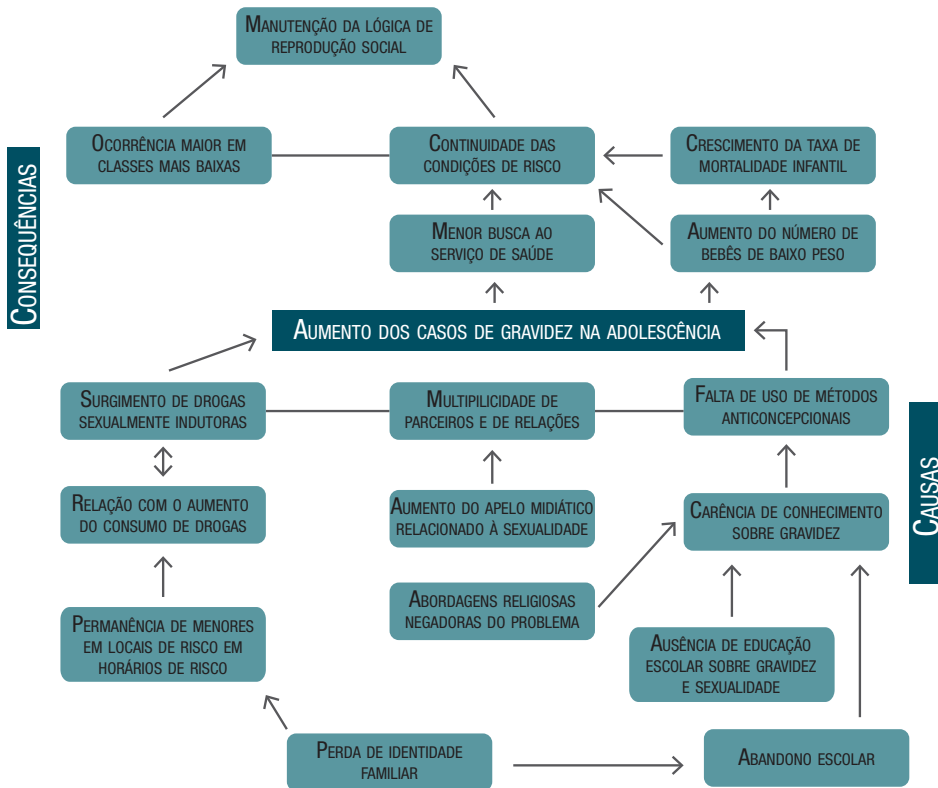 MANUTENÇÃO DA LÓGICA DE
REPRODUÇÃO SOCIAL
OCORRÊNCIA MAIOR EM
CLASSES MAIS BAIXAS
CONTINUIDADE DAS
CONDIÇÕES DE RISCO
CRESCIMENTO DA TAXA DE
MORTALIDADE INFANTIL
CONSEQUÊNCIAS
MENOR BUSCA AO
SERVIÇO DE SAÚDE
AUMENTO DO NÚMERO DE
BEBÊS DE BAIXO PESO
AUMENTO DOS CASOS DE GRAVIDEZ NA ADOLESCÊNCIA
SURGIMENTO DE DROGAS
SEXUALMENTE INDUTORAS
MULTIPILICIDADE DE
PARCEIROS E DE RELAÇÕES
FALTA DE USO DE MÉTODOS
ANTICONCEPCIONAIS
CAUSAS
RELAÇÃO COM O AUMENTO
DO CONSUMO DE DROGAS
AUMENTO DO APELO MIDIÁTICO
RELACIONADO À SEXUALIDADE
CARÊNCIA DE CONHECIMENTO
SOBRE GRAVIDEZ
ABORDAGENS RELIGIOSAS
NEGADORAS DO PROBLEMA
PERMANÊNCIA DE MENORES
EM LOCAIS DE RISCO EM
HORÁRIOS DE RISCO
AUSÊNCIA DE EDUCAÇÃO
ESCOLAR SOBRE GRAVIDEZ
E SEXUALIDADE
PERDA DE IDENTIDADE
FAMILIAR
ABANDONO ESCOLAR